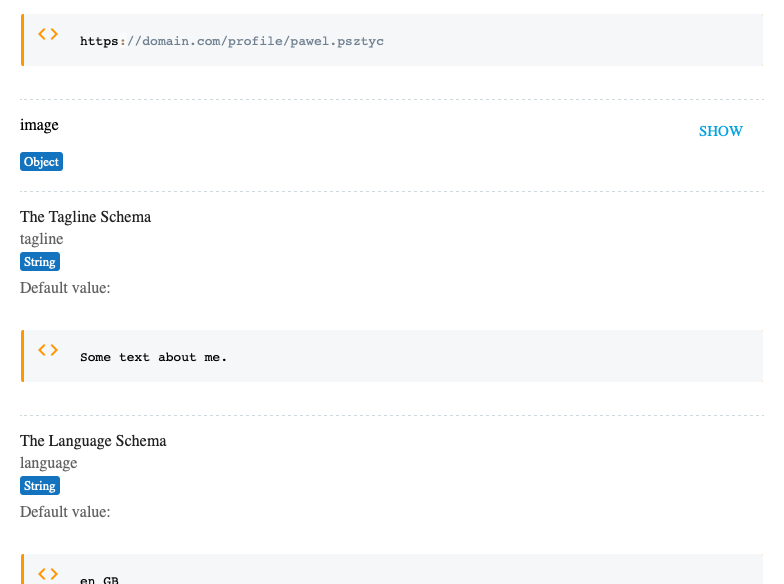 https://domain.com/profile/pawel.psztyc
image
SHOW
Object
The Tagline Schema
tagline
String
Default value:
Some text about me.
The Language Schema
language
String
Default value:
en_GB